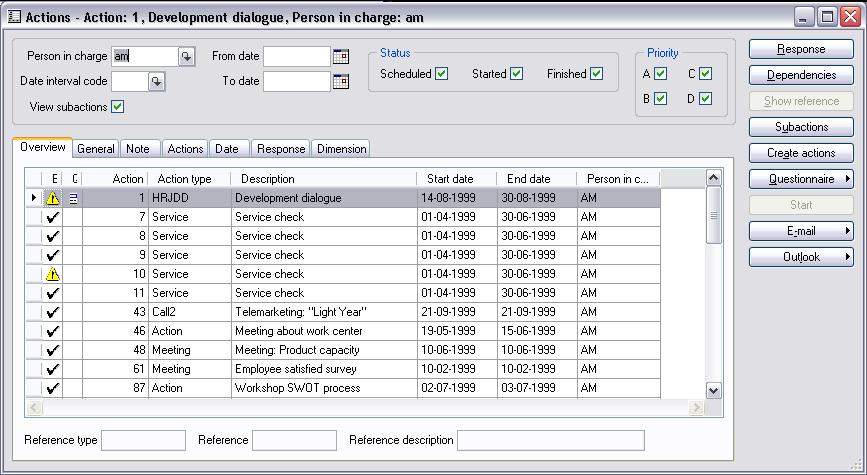 Actions - Action: 1, Development dialogue, Person in charge: am
Person in charge am From date Status Priority Response
Scheduled Started Finished A C
Date interval code To date Dependencies
View subactions B D Show reference
Subactions
Overview General Note Actions Date Response Dimension
Create actions
E C Action Action type Description Start date End date Person in c... Questionnaire
1 HRJDD Development dialogue 14-08-1999 30-08-1999 AM
Start
7 Service Service check 01-04-1999 30-06-1999 AM
E-mail
8 Service Service check 01-04-1999 30-06-1999 AM
9 Service Service check 01-04-1999 30-06-1999 AM
Outlook
10 Service Service check 01-04-1999 30-06-1999 AM
11 Service Service check 01-04-1999 30-06-1999 AM
43 Call2 Telemarketing: "Light Year" 21-09-1999 21-09-1999 AM
46 Action Meeting about work center 19-05-1999 15-06-1999 AM
48 Meeting Meeting: Product capacity 10-06-1999 10-06-1999 AM
61 Meeting Employee satisfied survey 10-02-1999 10-02-1999 AM
87 Action Workshop SWOT process 02-07-1999 03-07-1999 AM
Reference type Reference Reference description